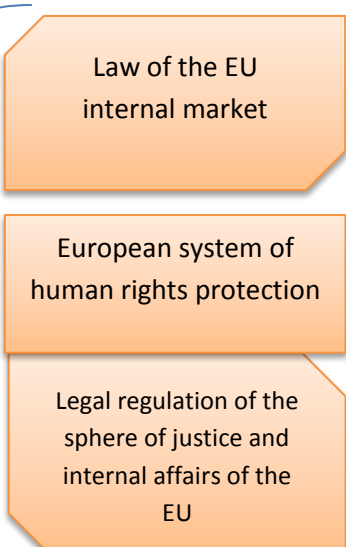 Law of the EU
internal market
European system of
human rights protection
Legal regulation of the
sphere of justice and
internal affairs of the
EU